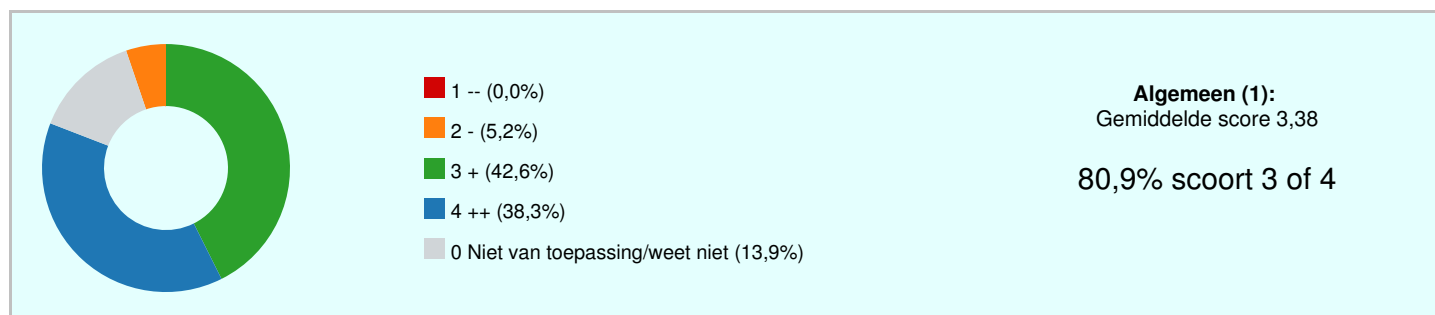 1 -- (0,0%)
2 - (5,2%)
3 + (42,6%)
4 ++ (38,3%)
0 Niet van toepassing/weet niet (13,9%)
Algemeen (1):
Gemiddelde score 3,38
80,9% scoort 3 of 4